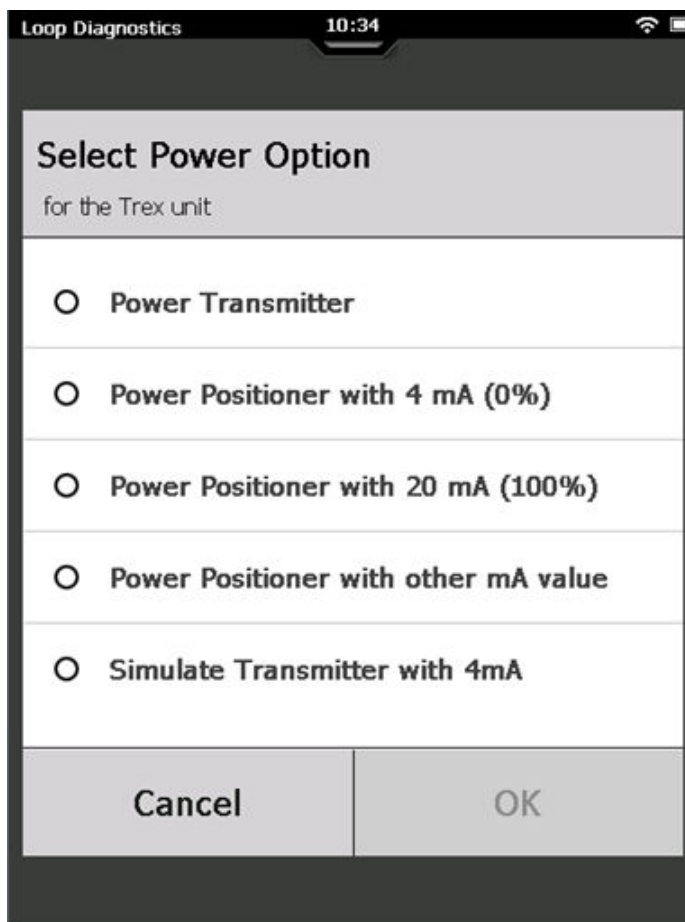 Loop Diagnostics 10:34
Select Power Option
for the Trex unit
Power Transmitter
Power Positioner with 4 mA (0%)
Power Positioner with 20 mA (100%)
Power Positioner with other mA value
Simulate Transmitter with 4mA
Cancel OK